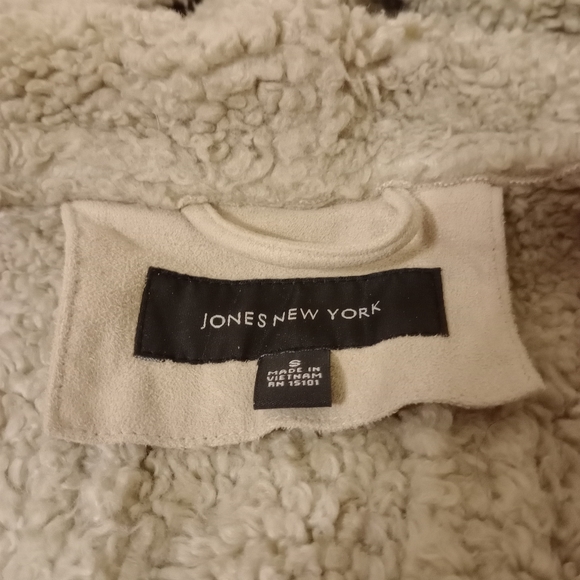 JONES NEW YORK
S
MADE IN
VIETNAM
RN 15101